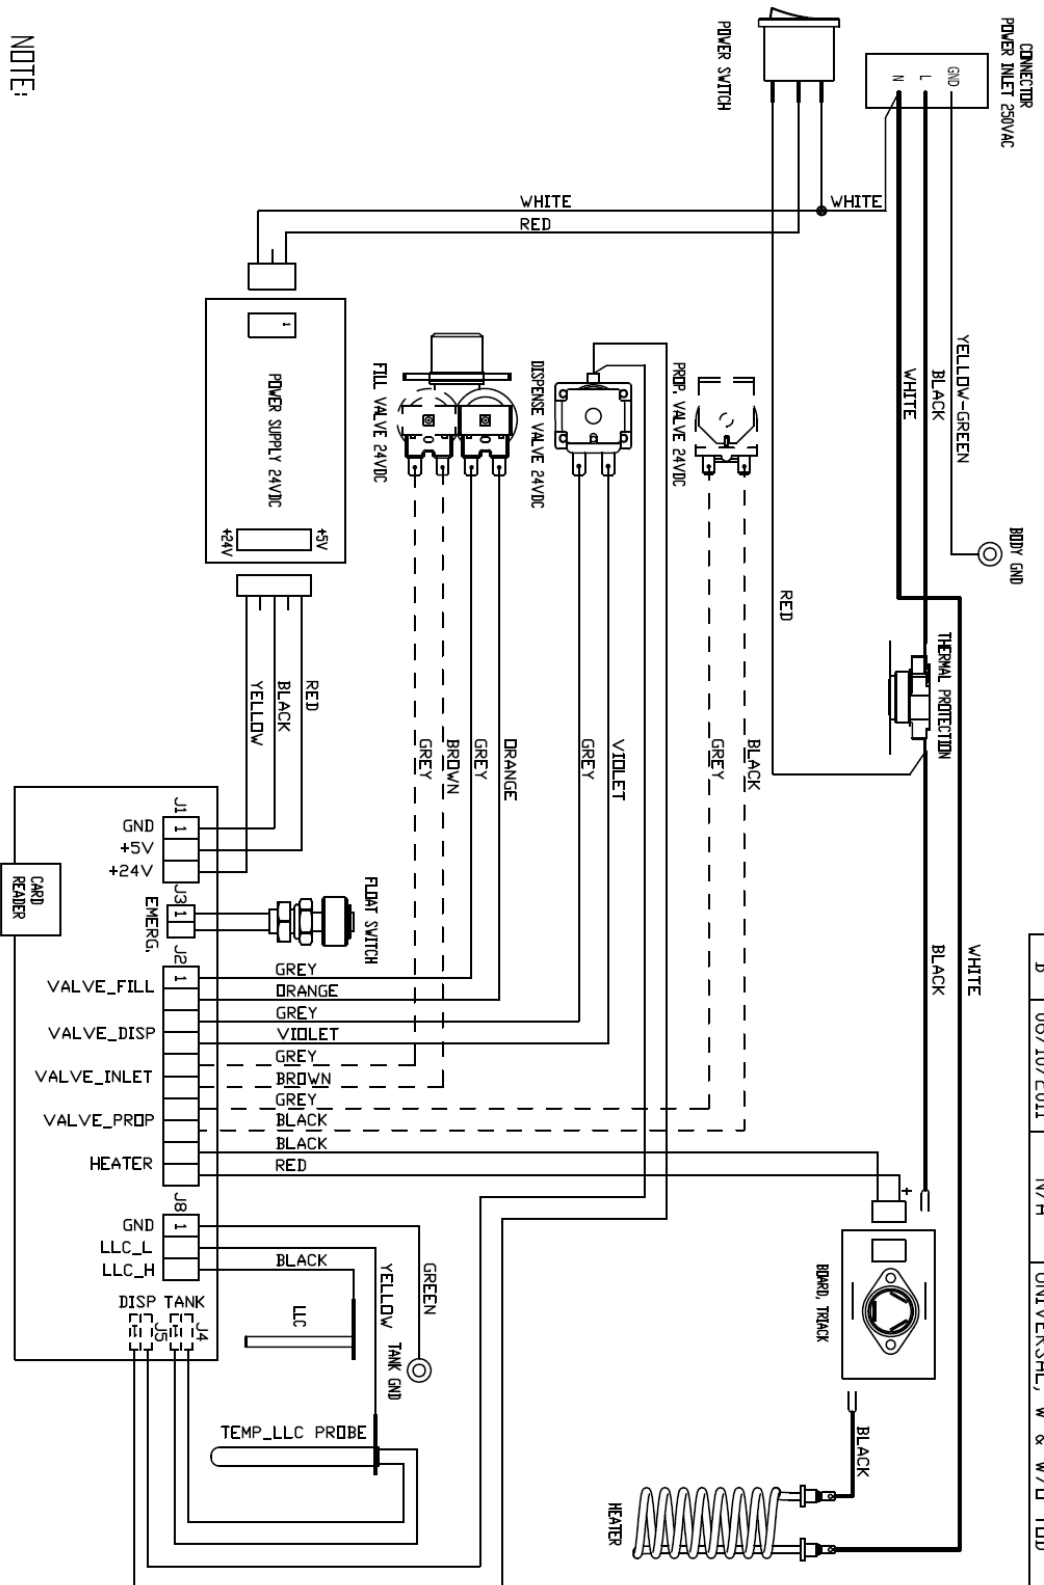 CONNECTOR
POWER INLET 250VAC
GND
L
N
POWER SWITCH
NOTE:
WHITE
WHITE
RED
YELLOW-GREEN
BLACK
WHITE
BODY GND
1
POWER SUPPLY 24VDC
+5V
+24V
FILL VALVE 24VDC
DISPENSE VALVE 24VDC
PROP. VALVE 24VDC
RED
THERMAL PROTECTION
RED
BLACK
YELLOW
BROWN
GREY
ORANGE
GREY
VIOLET
GREY
BLACK
GREY
WHITE
BLACK
J1
GND 1
+5V
+24V
CARD
READER
J3
1
EMERG.
FLOAT SWITCH
J2
1
VALVE_FILL
GREY
ORANGE
VALVE_DISP
GREY
VIOLET
VALVE_INLET
GREY
BROWN
VALVE_PROP
GREY
BLACK
HEATER
BLACK
RED
+
BOARD, TRIACK
J8
GND 1
LLC_L
LLC_H
BLACK
YELLOW
GREEN
TANK GND
LLC
DISP TANK
J4
J5
TEMP_LLC PROBE
BLACK
HEATER
N/A
UNIVERSAL, W & W/O